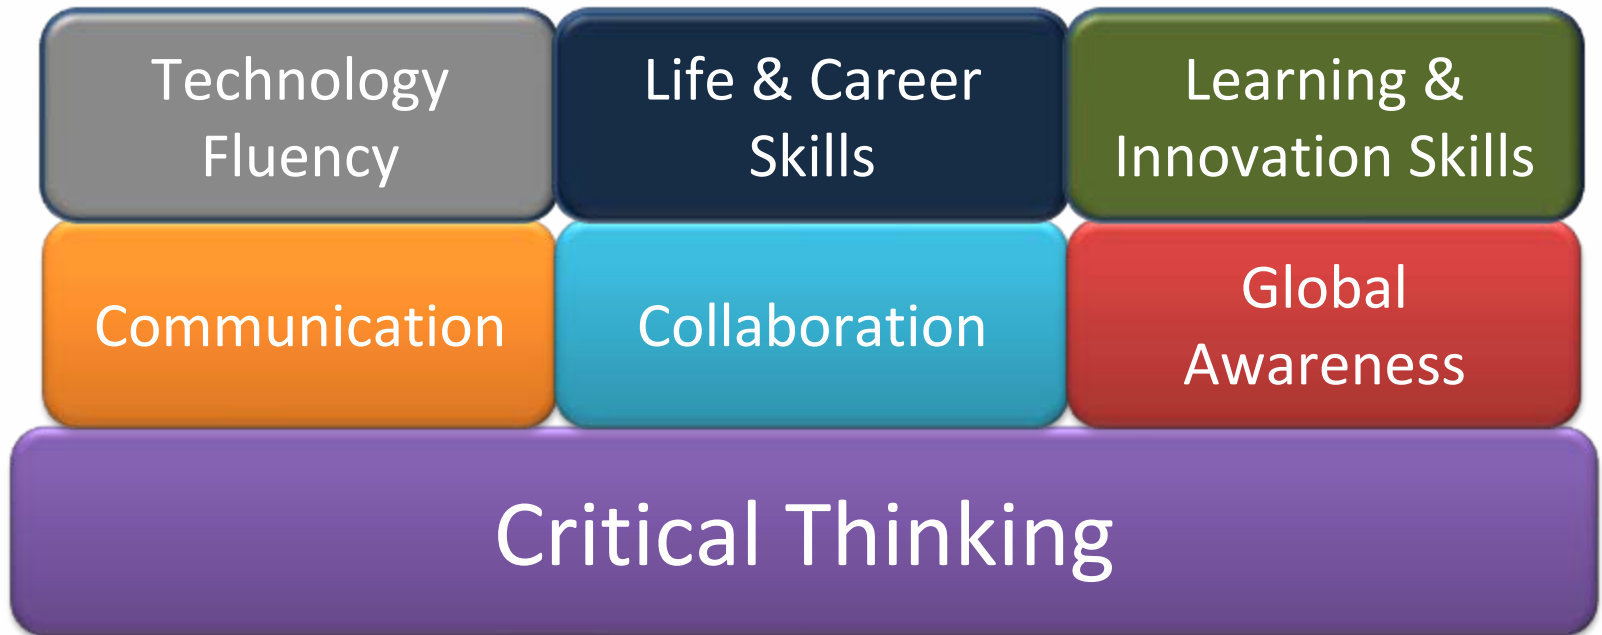 Technology
Fluency
Life & Career
Skills
Learning &
Innovation Skills
Communication
Collaboration
Global
Awareness
Critical Thinking